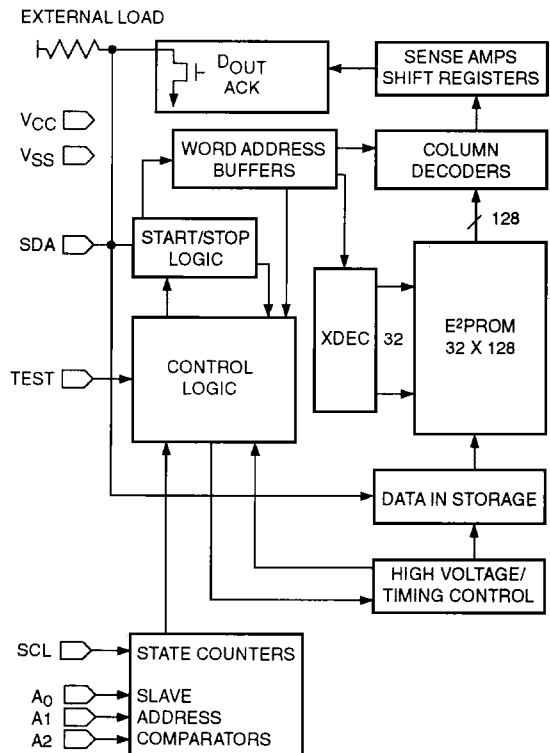 EXTERNAL LOAD
DOUT
ACK
SENSE AMPS
SHIFT REGISTERS
VCC
VSS
WORD ADDRESS
BUFFERS
COLUMN
DECODERS
128
SDA
START/STOP
LOGIC
XDEC
32
E²PROM
32 X 128
TEST
CONTROL
LOGIC
DATA IN STORAGE
HIGH VOLTAGE/
TIMING CONTROL
SCL
STATE COUNTERS
A0
SLAVE
A1
ADDRESS
A2
COMPARATORS